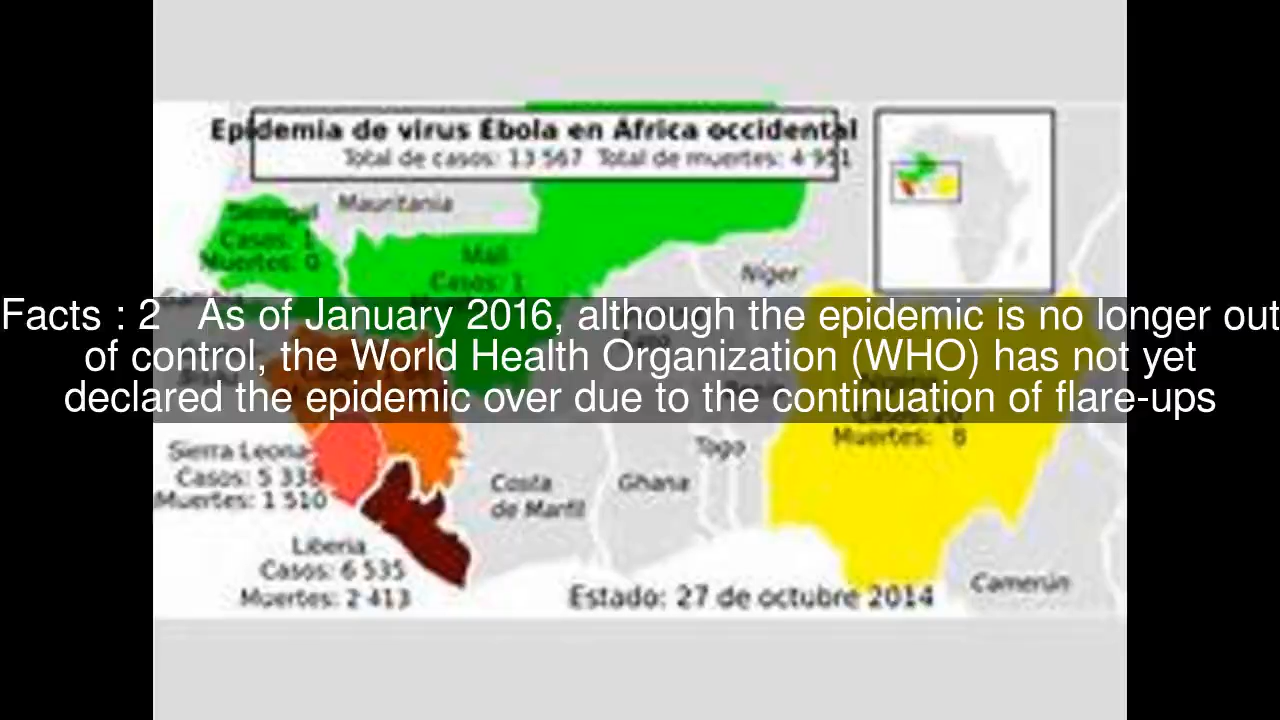 Epidemia de virus Ébola en África occidental
Total de casos: 13 567 Total de muertes: 4 951
Mauritania
Senegal
Casos: 1
Muertes: 0
Malí
Casos: 1
Níger
Facts : 2 As of January 2016, although the epidemic is no longer out
of control, the World Health Organization (WHO) has not yet
declared the epidemic over due to the continuation of flare-ups
Muertes: 8
Togo
Sierra Leona
Casos: 5 338
Muertes: 1 510
Costa
de Marfil
Ghana
Liberia
Casos: 6 535
Muertes: 2 413
Estado: 27 de octubre 2014
Camerún